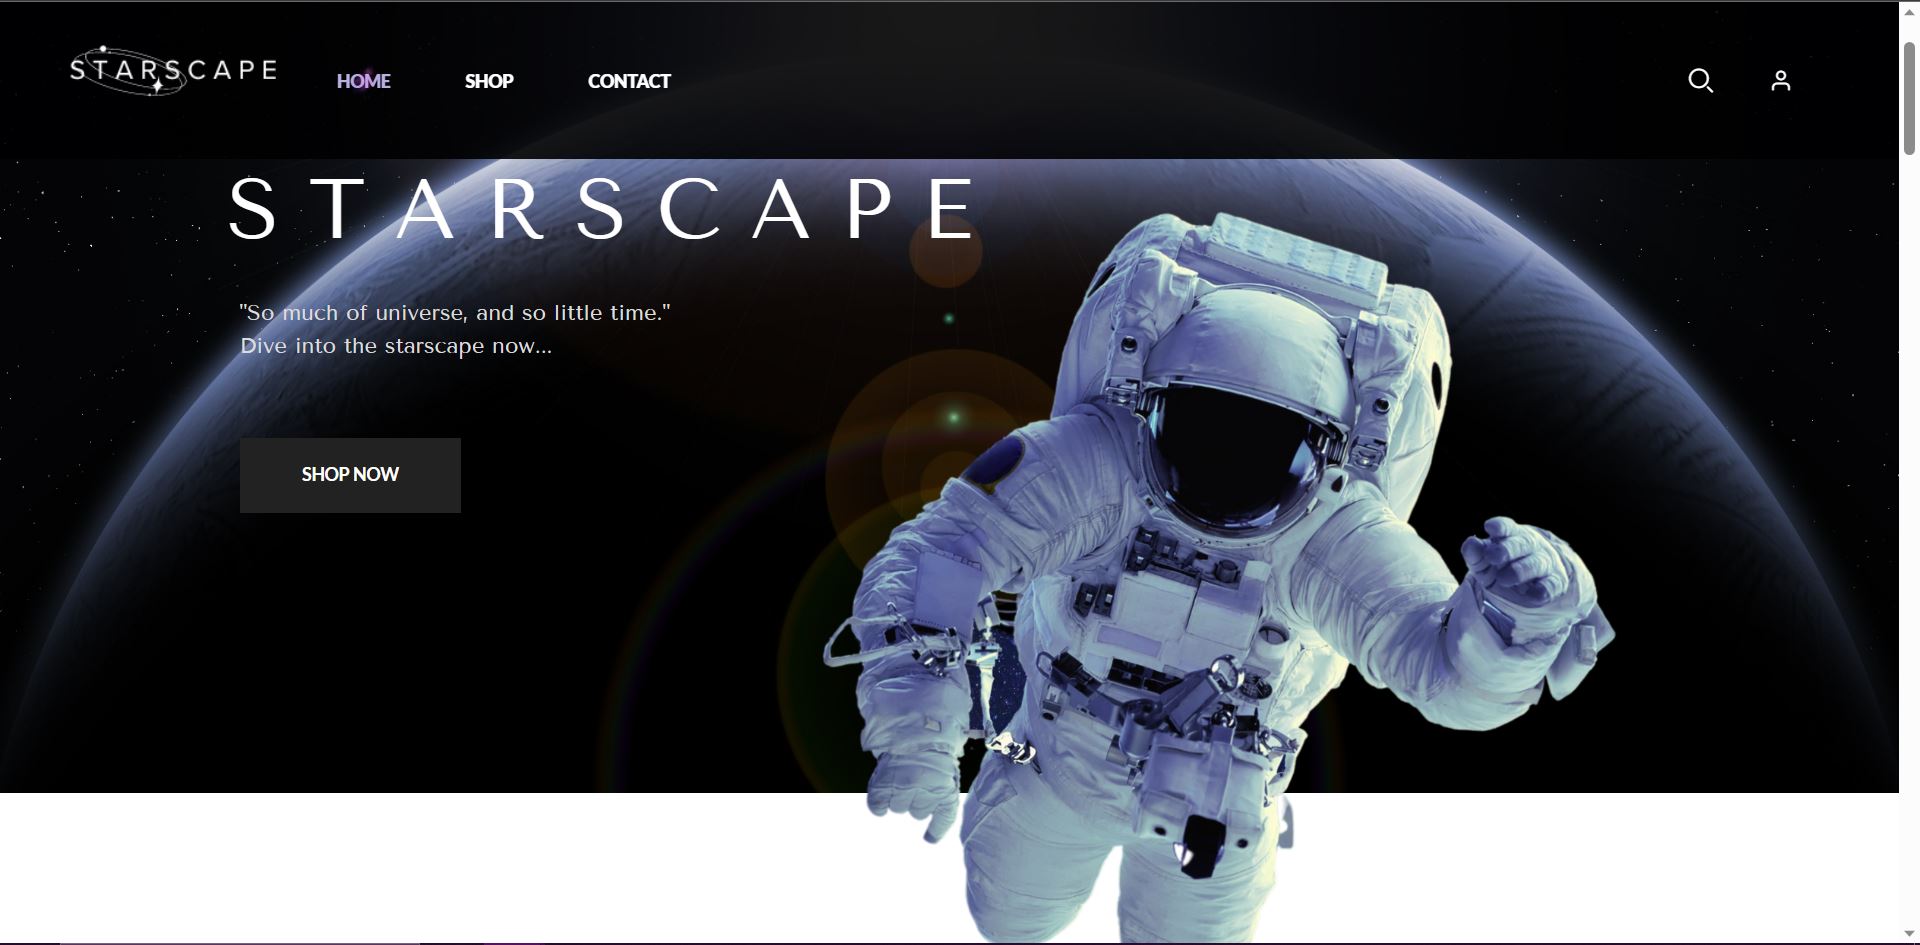 STARSCAPE
HOME
SHOP
CONTACT
STARSCAPE
"So much of universe, and so little time."
Dive into the starscape now...
SHOP NOW